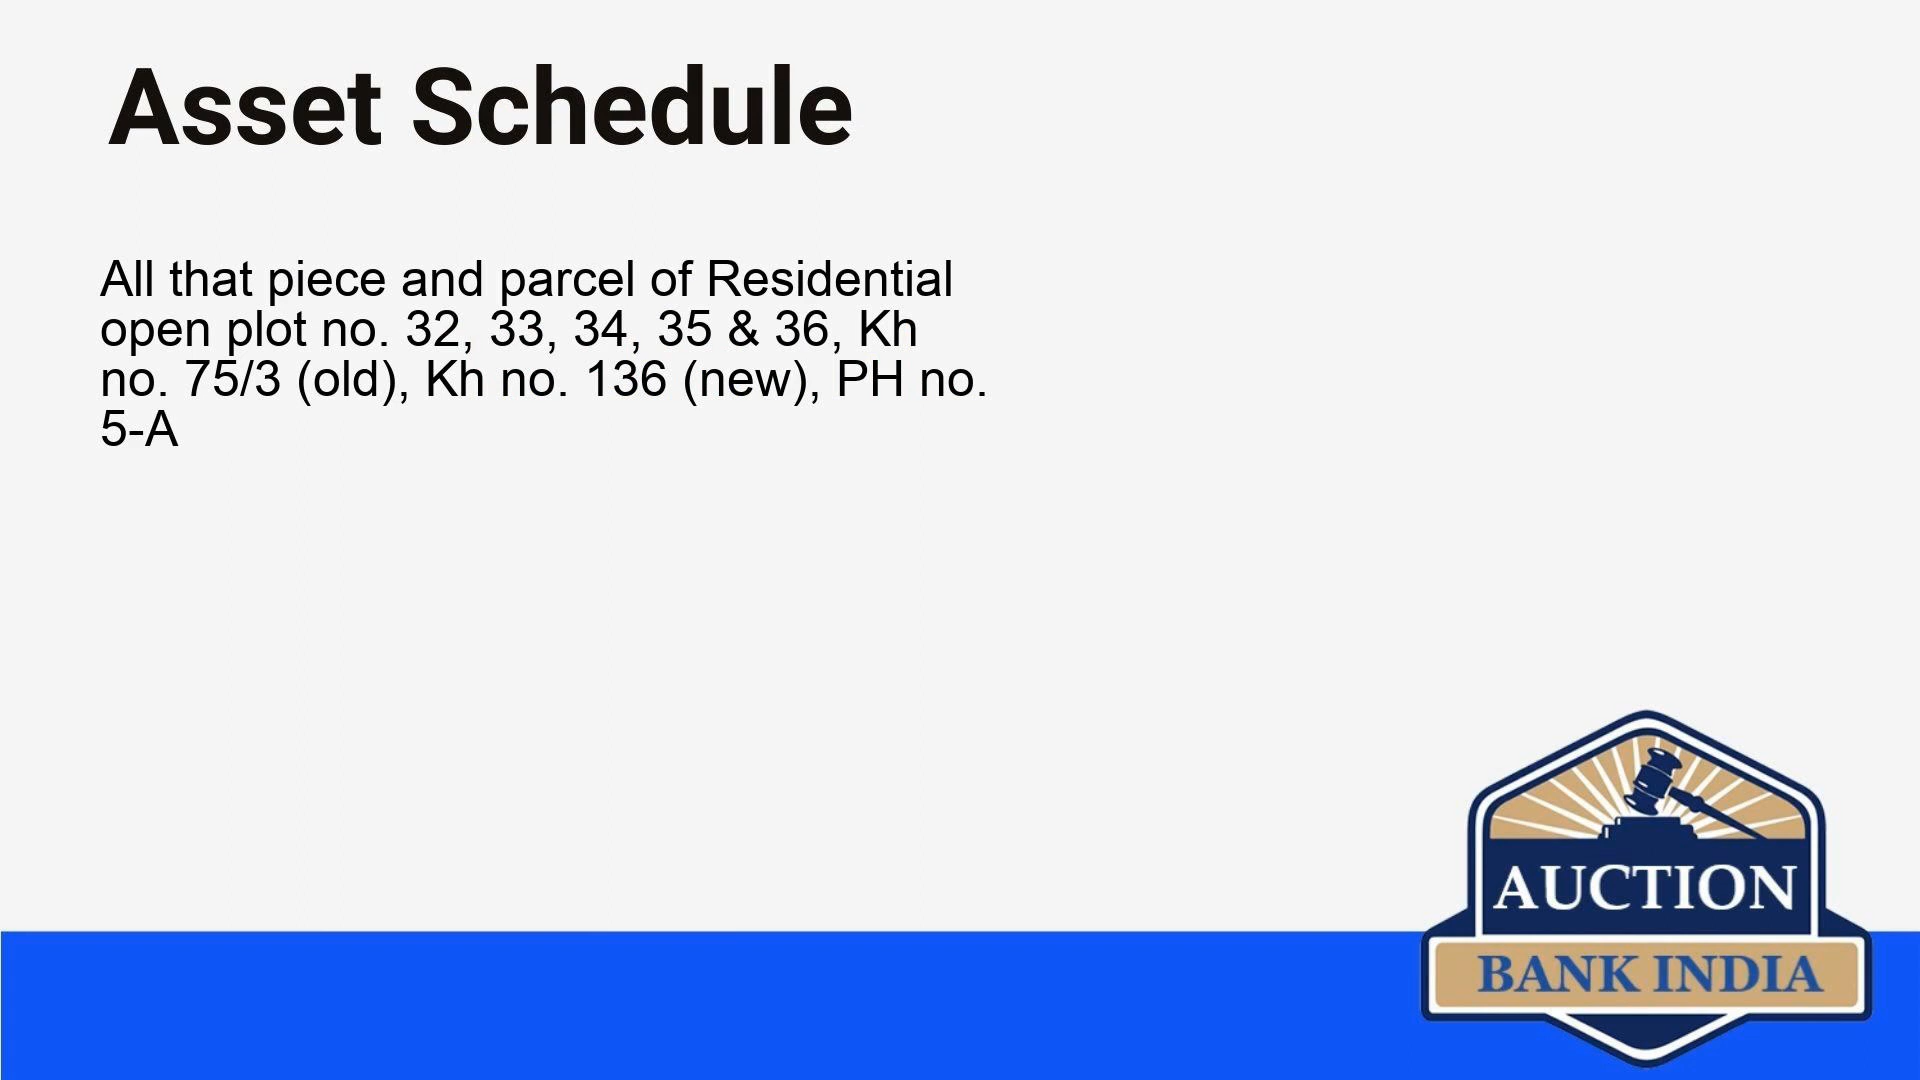 Asset Schedule
All that piece and parcel of Residential
open plot no. 32, 33, 34, 35 & 36, Kh
no. 75/3 (old), Kh no. 136 (new), PH no.
5-A
AUCTION
BANK INDIA